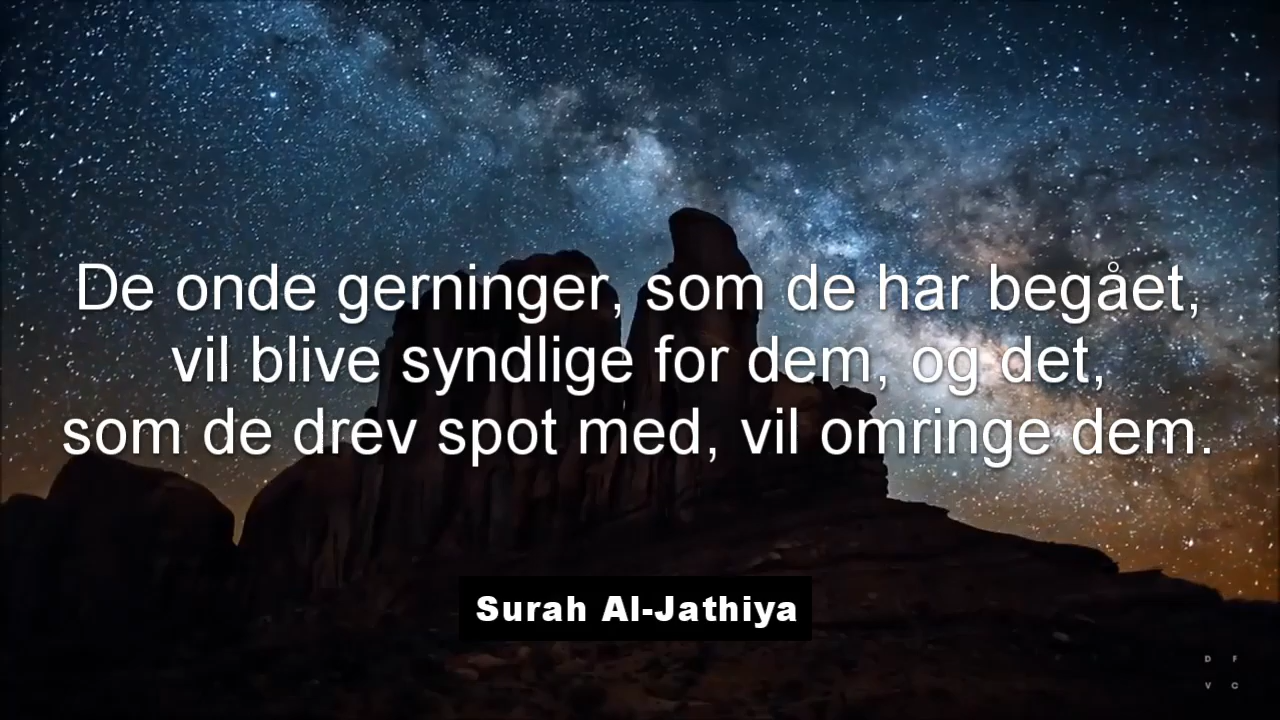 De onde gerninger, som de har begået,
vil blive syndlige for dem, og det,
som de drev spot med, vil omringe dem.
Surah Al-Jathiya
D F
V C